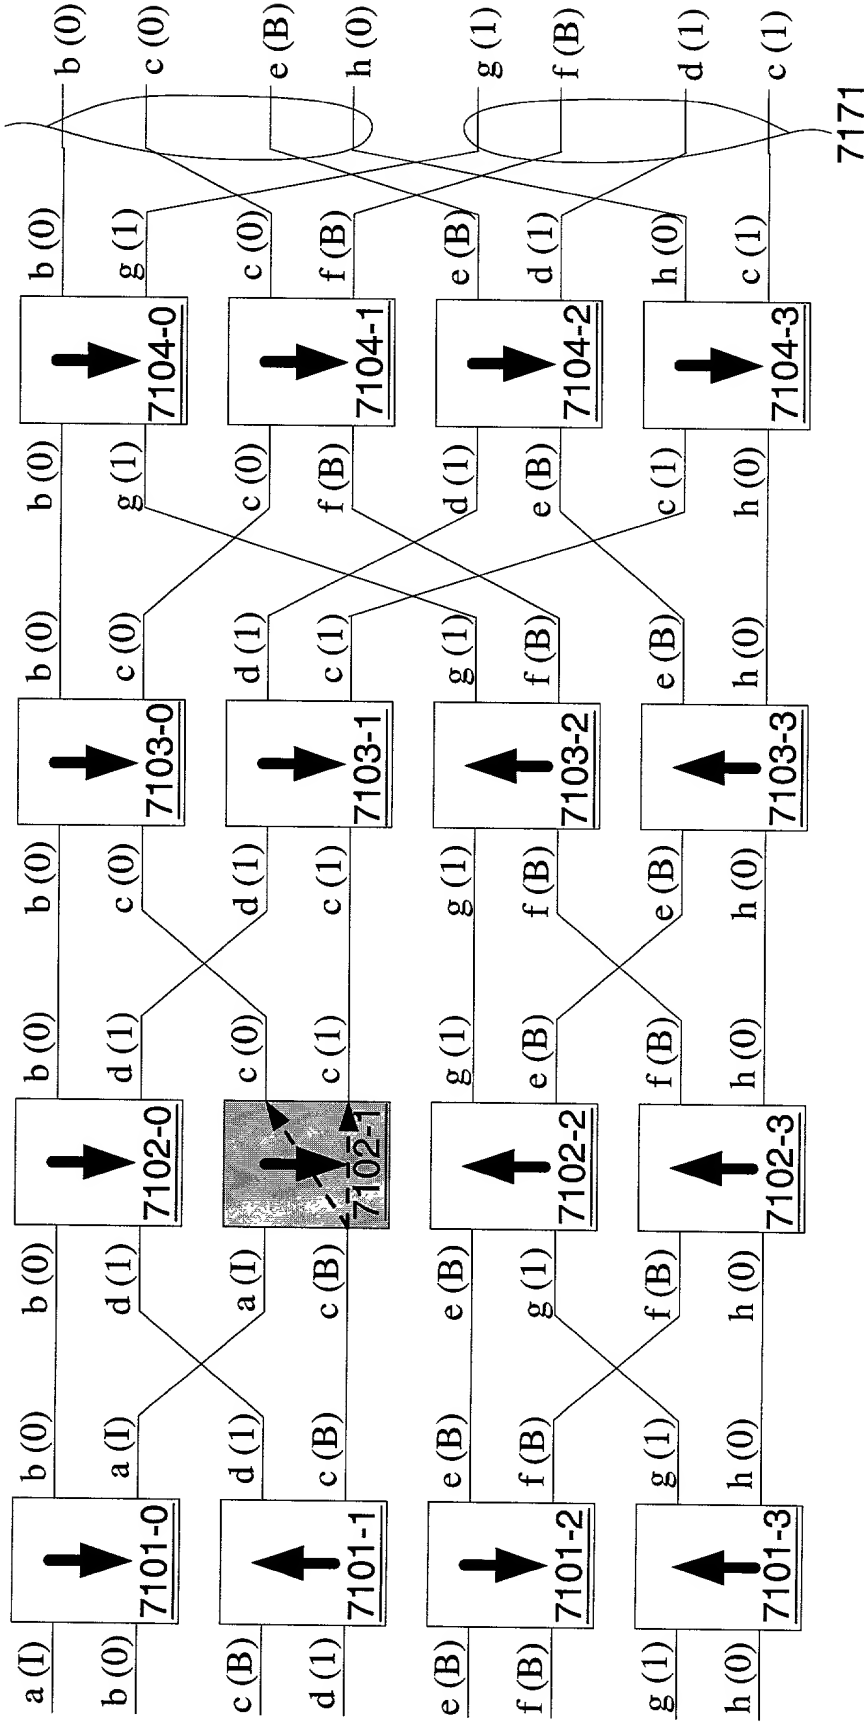 a (I) b (0) b (0) b (0) b (0) b (0) b (0) b (0) b (0)
b (0) a (I) d (1) d (1) c (0) c (0) g (1) g (1) c (0)
7101-0 7102-0 7103-0 7104-0
c (B) d (1) a (I) c (0) d (1) d (1) c (0) c (0) e (B)
d (1) c (B) c (B) c (1) c (1) c (1) f (B) f (B) h (0)
7101-1 7102-1 7103-1 7104-1
e (B) e (B) e (B) g (1) g (1) g (1) d (1) e (B) g (1)
f (B) f (B) g (1) e (B) f (B) f (B) e (B) d (1) f (B)
7101-2 7102-2 7103-2 7104-2
g (1) g (1) f (B) f (B) e (B) e (B) c (1) h (0) d (1)
h (0) h (0) h (0) h (0) h (0) h (0) h (0) c (1) c (1)
7101-3 7102-3 7103-3 7104-3
7171